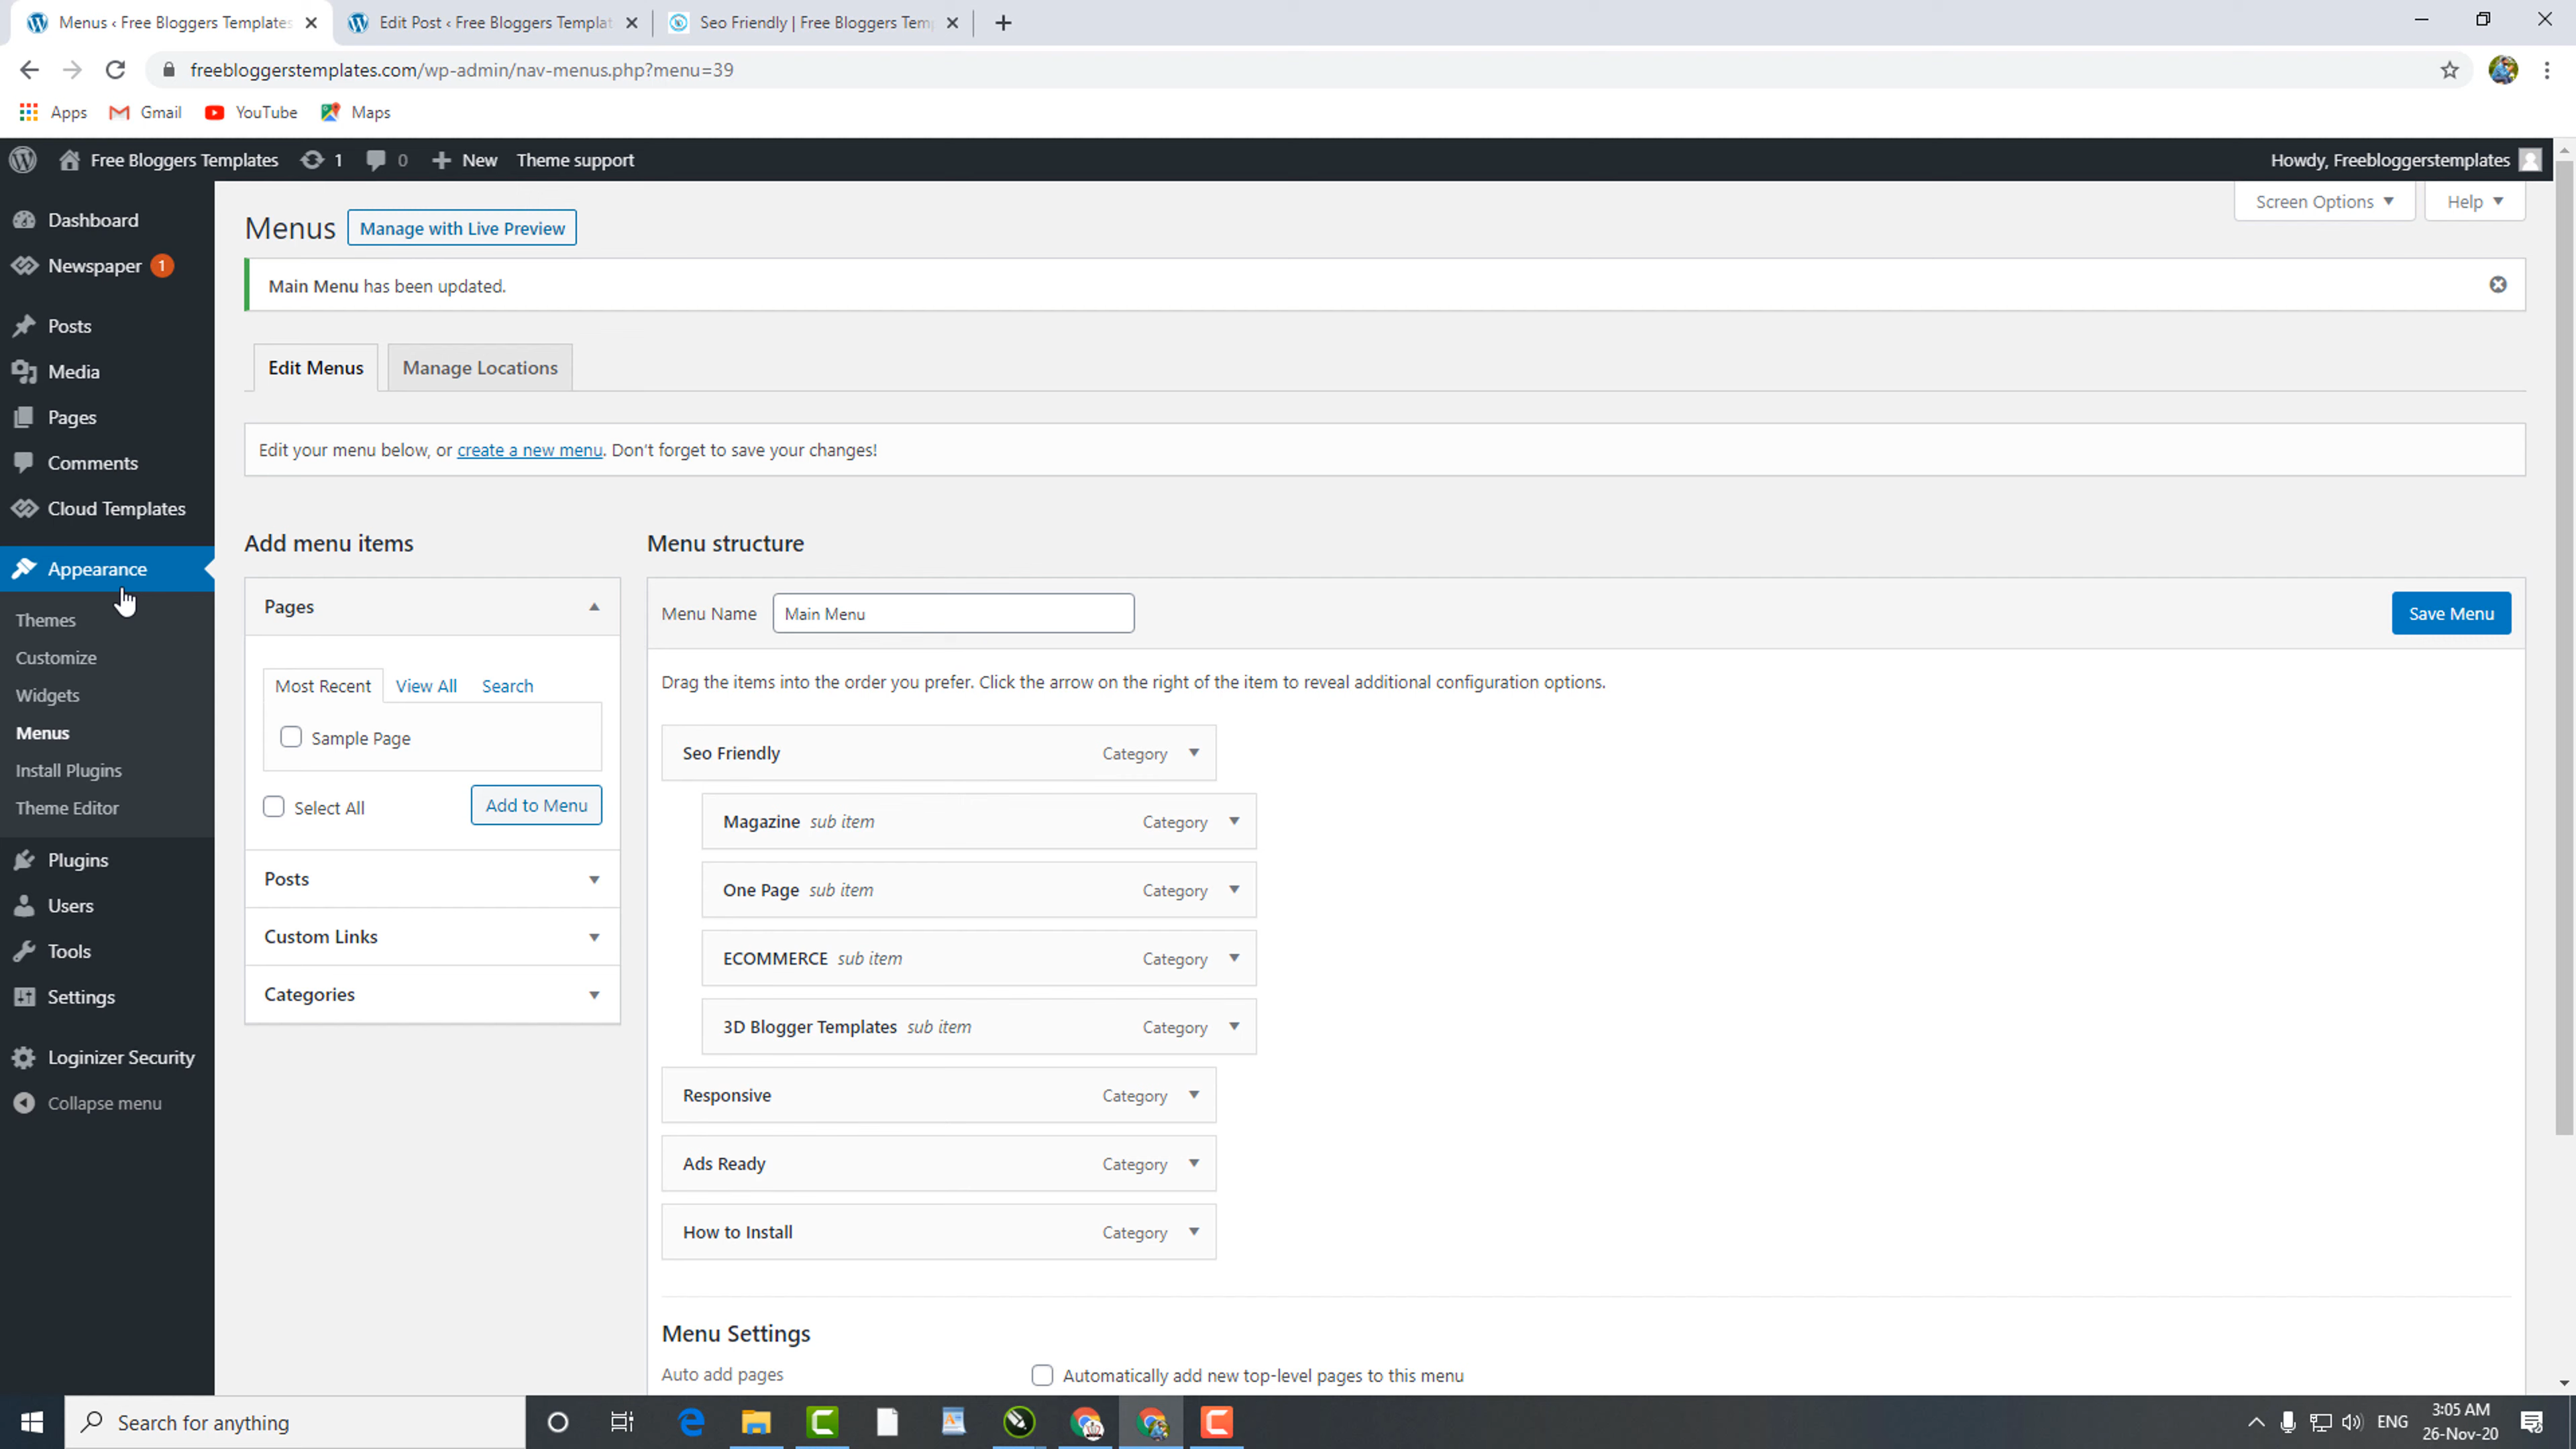 Menus ‹ Free Bloggers Templates
Edit Post ‹ Free Bloggers Templat
Seo Friendly | Free Bloggers Tem
freebloggerstemplates.com/wp-admin/nav-menus.php?menu=39
Apps Gmail YouTube Maps
Free Bloggers Templates 1 0 New Theme support
Howdy, Freebloggerstemplates
Screen Options Help
Dashboard
Newspaper 1
Posts
Media
Pages
Comments
Cloud Templates
Appearance
Themes
Customize
Widgets
Menus
Install Plugins
Theme Editor
Plugins
Users
Tools
Settings
Loginizer Security
Collapse menu
Menus Manage with Live Preview
Main Menu has been updated.
Edit Menus Manage Locations
Edit your menu below, or create a new menu. Don't forget to save your changes!
Add menu items
Pages
Most Recent View All Search
Sample Page
Select All Add to Menu
Posts
Custom Links
Categories
Menu structure
Menu Name Main Menu Save Menu
Drag the items into the order you prefer. Click the arrow on the right of the item to reveal additional configuration options.
Seo Friendly Category
Magazine sub item Category
One Page sub item Category
ECOMMERCE sub item Category
3D Blogger Templates sub item Category
Responsive Category
Ads Ready Category
How to Install Category
Menu Settings
Auto add pages Automatically add new top-level pages to this menu
Search for anything
ENG
3:05 AM
26-Nov-20